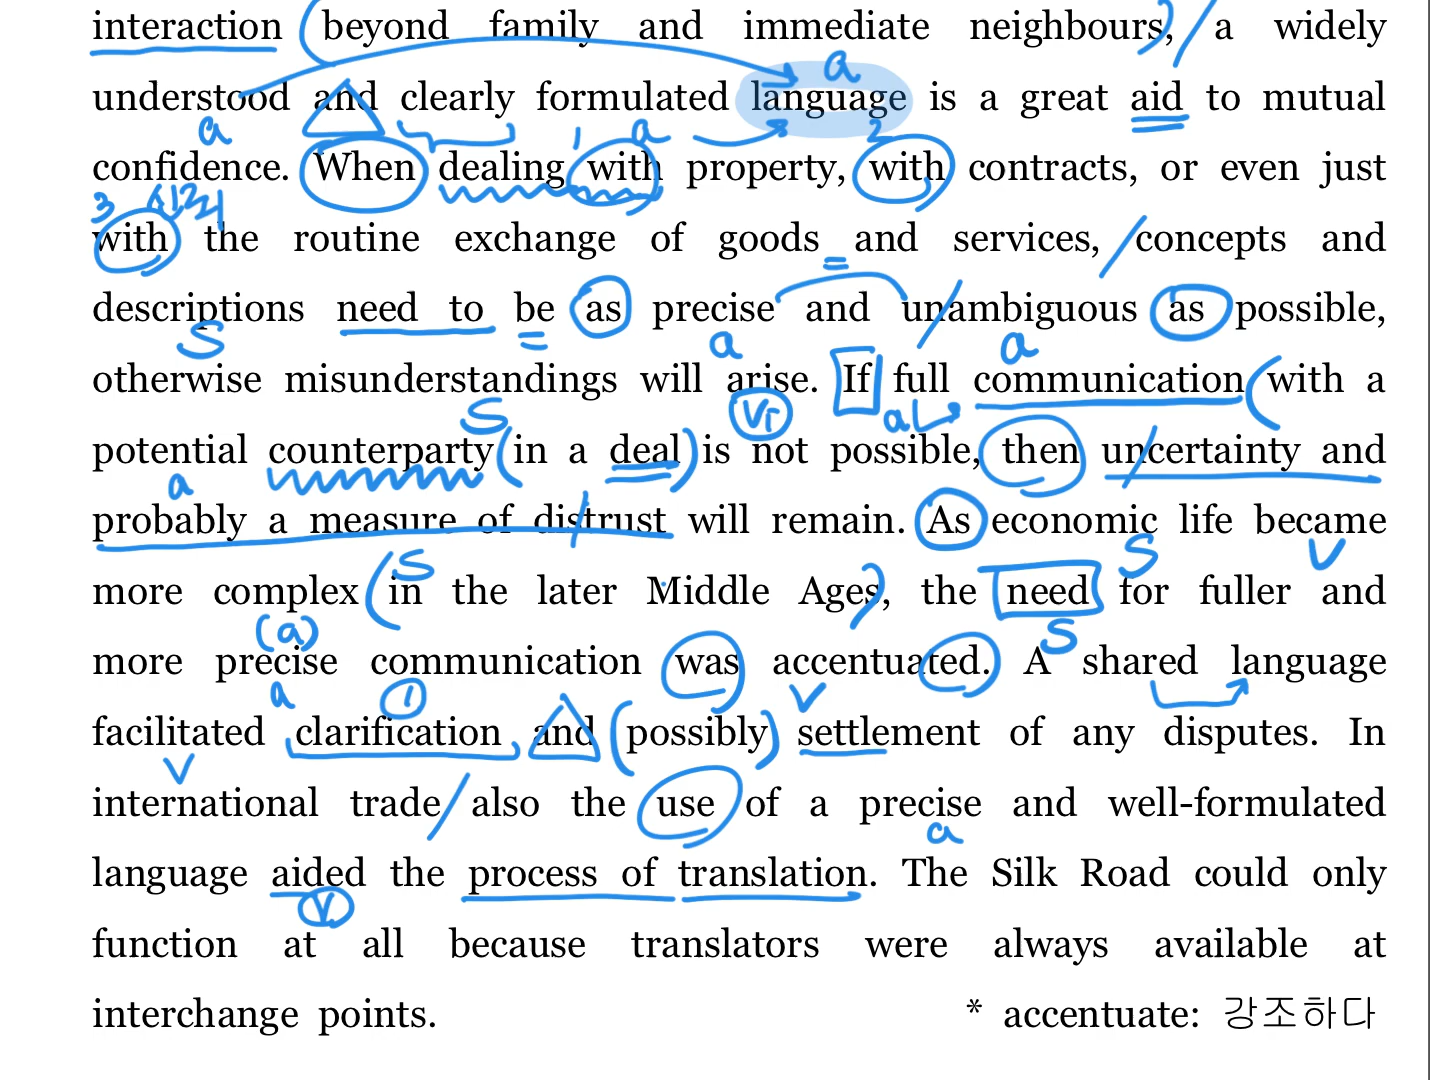 interaction beyond family and immediate neighbours, a widely
understood and clearly formulated language is a great aid to mutual
confidence. When dealing with property, with contracts, or even just
with the routine exchange of goods and services, concepts and
descriptions need to be as precise and unambiguous as possible,
otherwise misunderstandings will arise. If full communication with a
potential counterparty in a deal is not possible, then uncertainty and
probably a measure of distrust will remain. As economic life became
more complex in the later Middle Ages, the need for fuller and
more precise communication was accentuated. A shared language
facilitated clarification and possibly settlement of any disputes. In
international trade also the use of a precise and well-formulated
language aided the process of translation. The Silk Road could only
function at all because translators were always available at
interchange points. * accentuate: 강조하다